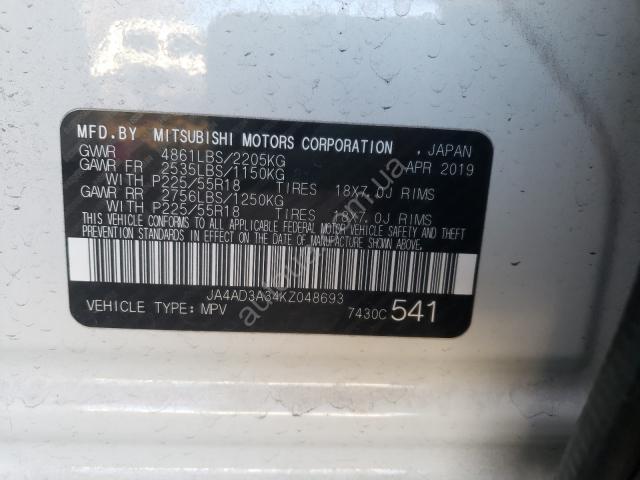 MFD.BY MITSUBISHI MOTORS CORPORATION , JAPAN
GVWR 4861LBS/2205KG APR 2019
GAWR FR 2535LBS/1150KG
WITH P225/55R18 TIRES 18X7.0J RIMS
GAWR RR 2756LBS/1250KG
WITH P225/55R18 TIRES 18X7.0J RIMS
THIS VEHICLE CONFORMS TO ALL APPLICABLE FEDERAL MOTOR VEHICLE SAFETY AND THEFT
PREVENTION STANDARDS IN EFFECT ON THE DATE OF MANUFACTURE SHOWN ABOVE.
JA4AD3A34KZ048693
VEHICLE TYPE:MPV 7430C 541